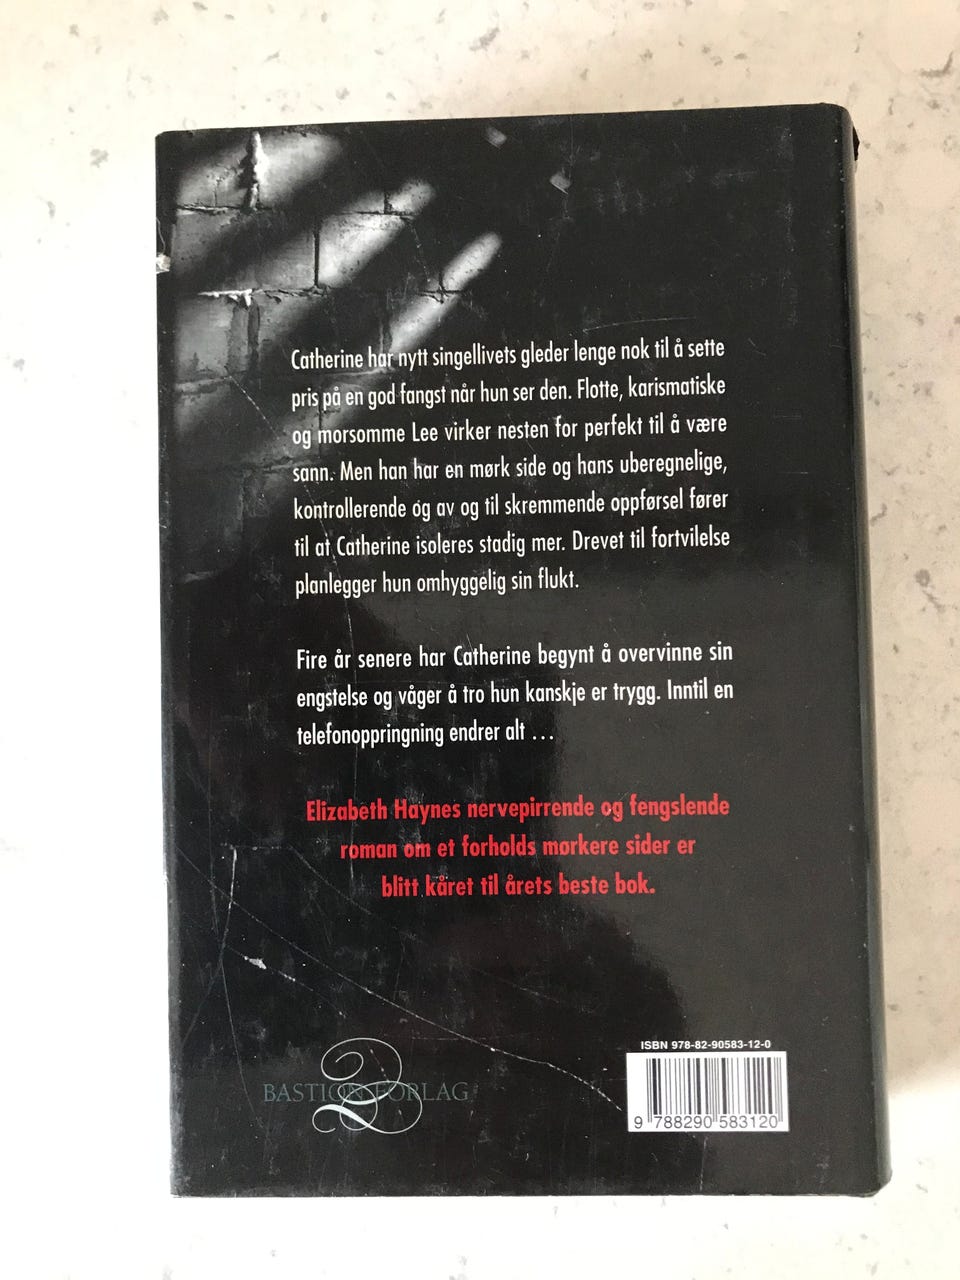 Catherine har nytt singellivets gleder lenge nok til å sette
pris på en god fangst når hun ser den. Flotte, karismatiske
og morsomme Lee virker nesten for perfekt til å være
sann. Men han har en mørk side og hans uberegnelige,
kontrollerende og av og til skremmende oppførsel fører
til at Catherine isoleres stadig mer. Drevet til fortvilelse
planlegger hun omhyggelig sin flukt.
Fire år senere har Catherine begynt å overvinne sin
engstelse og våger å tro hun kanskje er trygg. Inntil en
telefonoppringning endrer alt …
Elizabeth Haynes nervepirrende og fengslende
roman om et forholds mørkere sider er
blitt kåret til årets beste bok.
ISBN 978-82-90583-12-0
BASTION FORLAG
9 788290 583120